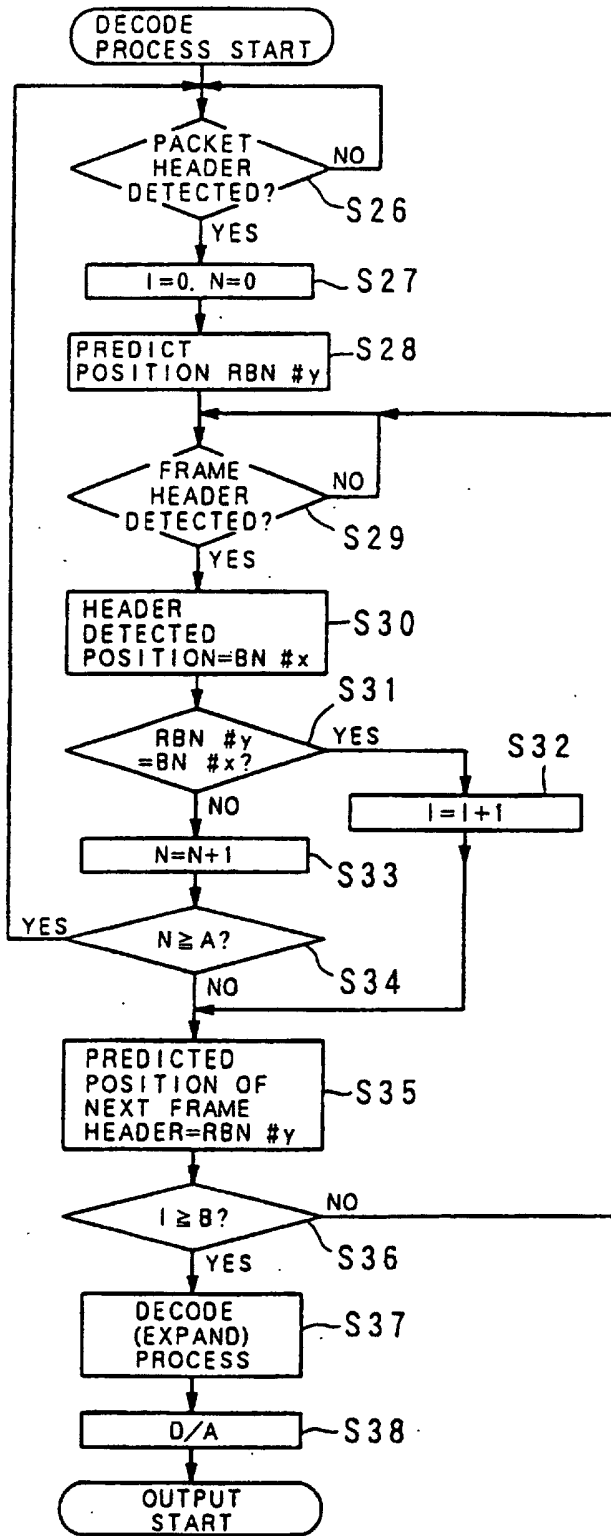 DECODE
PROCESS START
PACKET
HEADER
DETECTED?
NO
S26
YES
I=0. N=0
S27
PREDICT
POSITION RBN #y
S28
FRAME
HEADER
DETECTED?
NO
S29
YES
HEADER
DETECTED
POSITION=BN #x
S30
S31
RBN #y
=BN #x?
YES
S32
NO
I=I+1
N=N+1
S33
YES
N≧A?
S34
NO
PREDICTED
POSITION OF
NEXT FRAME
HEADER=RBN #y
S35
I≧B?
NO
S36
YES
DECODE
(EXPAND)
PROCESS
S37
D/A
S38
OUTPUT
START